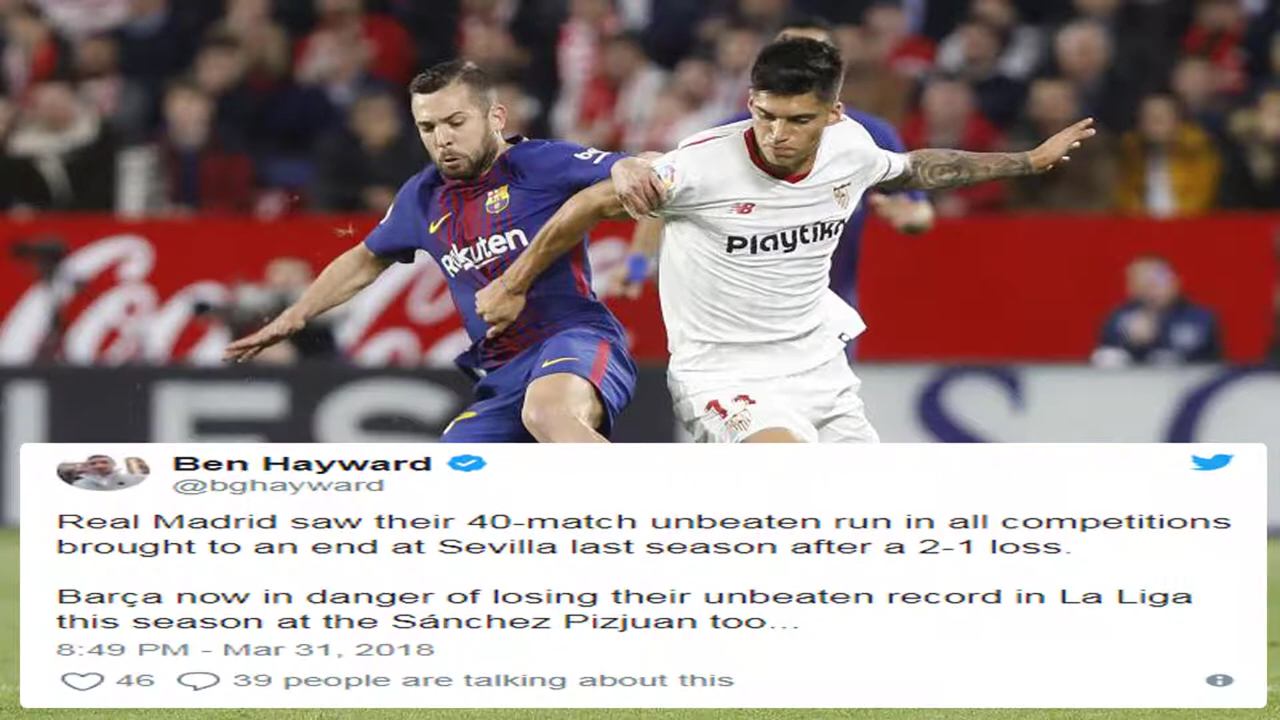 Rakuten
Playtika
11
LES
Ben Hayward
@bghayward
Real Madrid saw their 40-match unbeaten run in all competitions
brought to an end at Sevilla last season after a 2-1 loss.
Barça now in danger of losing their unbeaten record in La Liga
this season at the Sánchez Pizjuan too...
8:49 PM - Mar 31, 2018
46 39 people are talking about this